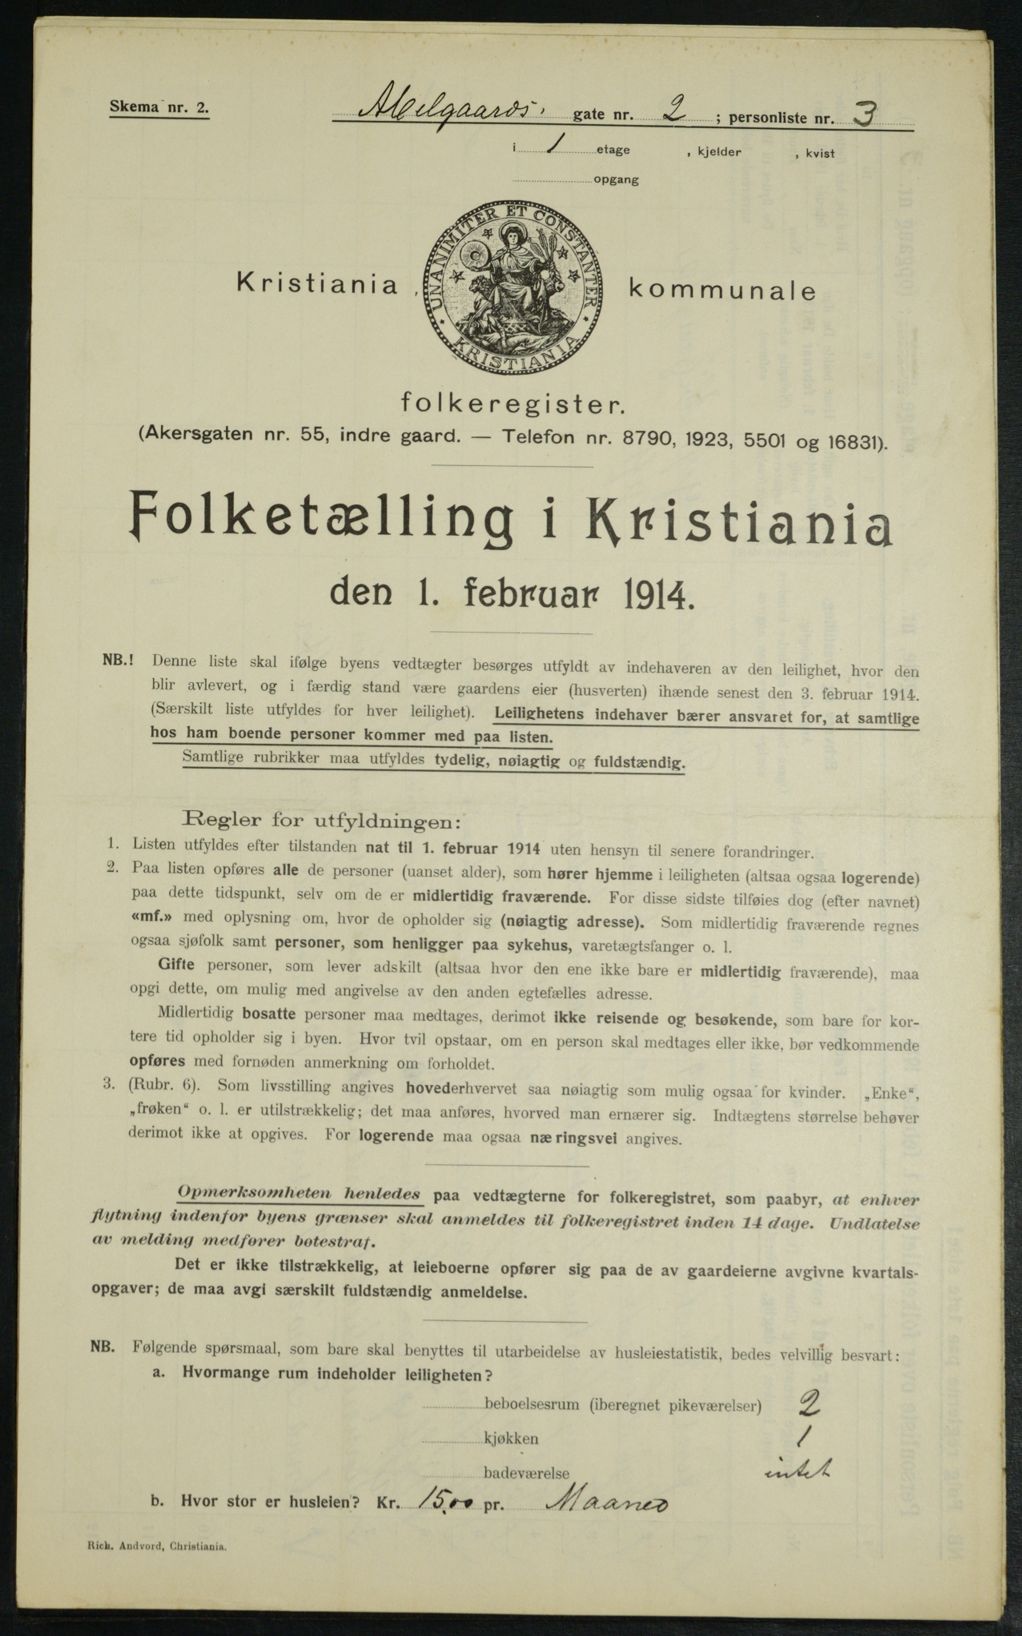 Skema nr. 2.
Abelgaards gate nr. 2 ; personliste nr. 3
i 1 etage , kjelder , kvist
opgang
UNANIMITER ET CONSTANTER
KRISTIANIA
Kristiania kommunale
folkeregister.
(Akersgaten nr. 55, indre gaard. — Telefon nr. 8790, 1923, 5501 og 16831).
Folketælling i Kristiania
den 1. februar 1914.
NB.! Denne liste skal ifølge byens vedtægter besørges utfyldt av indehaveren av den leilighet, hvor den
blir avlevert, og i færdig stand være gaardens eier (husverten) ihænde senest den 3. februar 1914.
(Særskilt liste utfyldes for hver leilighet). Leilighetens indehaver bærer ansvaret for, at samtlige
hos ham boende personer kommer med paa listen.
Samtlige rubrikker maa utfyldes tydelig, nøiagtig og fuldstændig.
Regler for utfyldningen:
1. Listen utfyldes efter tilstanden nat til 1. februar 1914 uten hensyn til senere forandringer.
2. Paa listen opføres alle de personer (uanset alder), som hører hjemme i leiligheten (altsaa ogsaa logerende)
paa dette tidspunkt, selv om de er midlertidig fraværende. For disse sidste tilføies dog (efter navnet)
«mf.» med oplysning om, hvor de opholder sig (nøiagtig adresse). Som midlertidig fraværende regnes
ogsaa sjøfolk samt personer, som henligger paa sykehus, varetægtsfanger o. l.
Gifte personer, som lever adskilt (altsaa hvor den ene ikke bare er midlertidig fraværende), maa
opgi dette, om mulig med angivelse av den anden egtefælles adresse.
Midlertidig bosatte personer maa medtages, derimot ikke reisende og besøkende, som bare for kor-
tere tid opholder sig i byen. Hvor tvil opstaar, om en person skal medtages eller ikke, bør vedkommende
opføres med fornøden anmerkning om forholdet.
3. (Rubr. 6). Som livsstilling angives hovederhvervet saa nøiagtig som mulig ogsaa for kvinder. „Enke“,
„frøken“ o. l. er utilstrækkelig; det maa anføres, hvorved man ernærer sig. Indtægtens størrelse behøver
derimot ikke at opgives. For logerende maa ogsaa næringsvei angives.
Opmerksomheten henledes paa vedtægterne for folkeregistret, som paabyr, at enhver
flytning indenfor byens grænser skal anmeldes til folkeregistret inden 14 dage. Undlatelse
av melding medfører bøtestraf.
Det er ikke tilstrækkelig, at leieboerne opfører sig paa de av gaardeierne avgivne kvartals-
opgaver; de maa avgi særskilt fuldstændig anmeldelse.
NB. Følgende spørsmaal, som bare skal benyttes til utarbeidelse av husleiestatistik, bedes velvillig besvart:
a. Hvormange rum indeholder leiligheten?
beboelsesrum (iberegnet pikeværelser) 2
kjøkken 1
badeværelse intet
b. Hvor stor er husleien? Kr. 15,00 pr. Maaned
Rich. Andvord, Christiania.